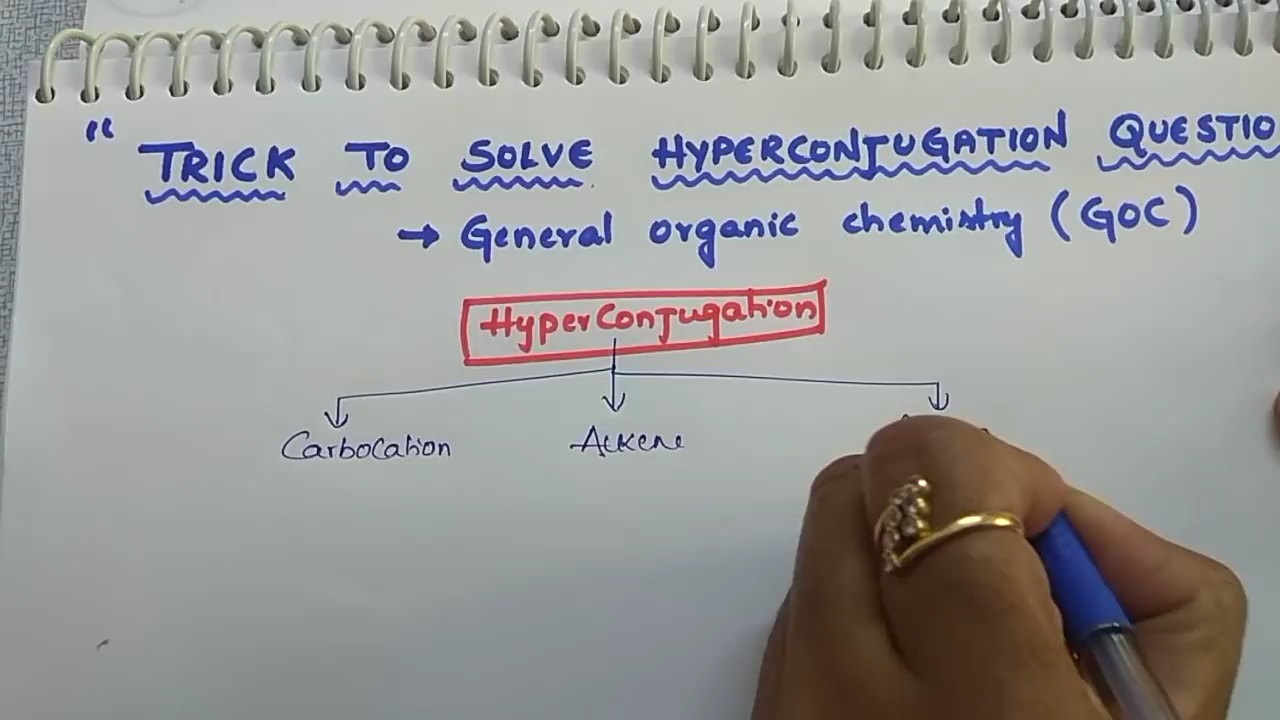 " TRICK TO SOLVE HYPERCONJUGATION QUESTIO
→ General organic chemistry (GOC)
HyperConjugation
Carbocation Alkene